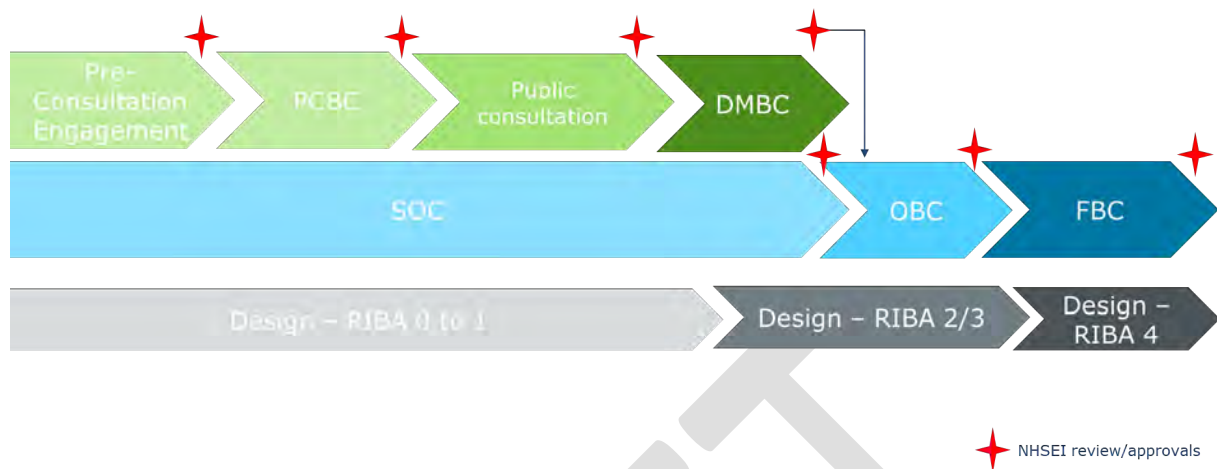 Pre-
Consultation
Engagement
PCBC
Public
consultation
DMBC
SOC
OBC
FBC
Design – RIBA 0 to 1
Design – RIBA 2/3
Design –
RIBA 4
NHSEI review/approvals